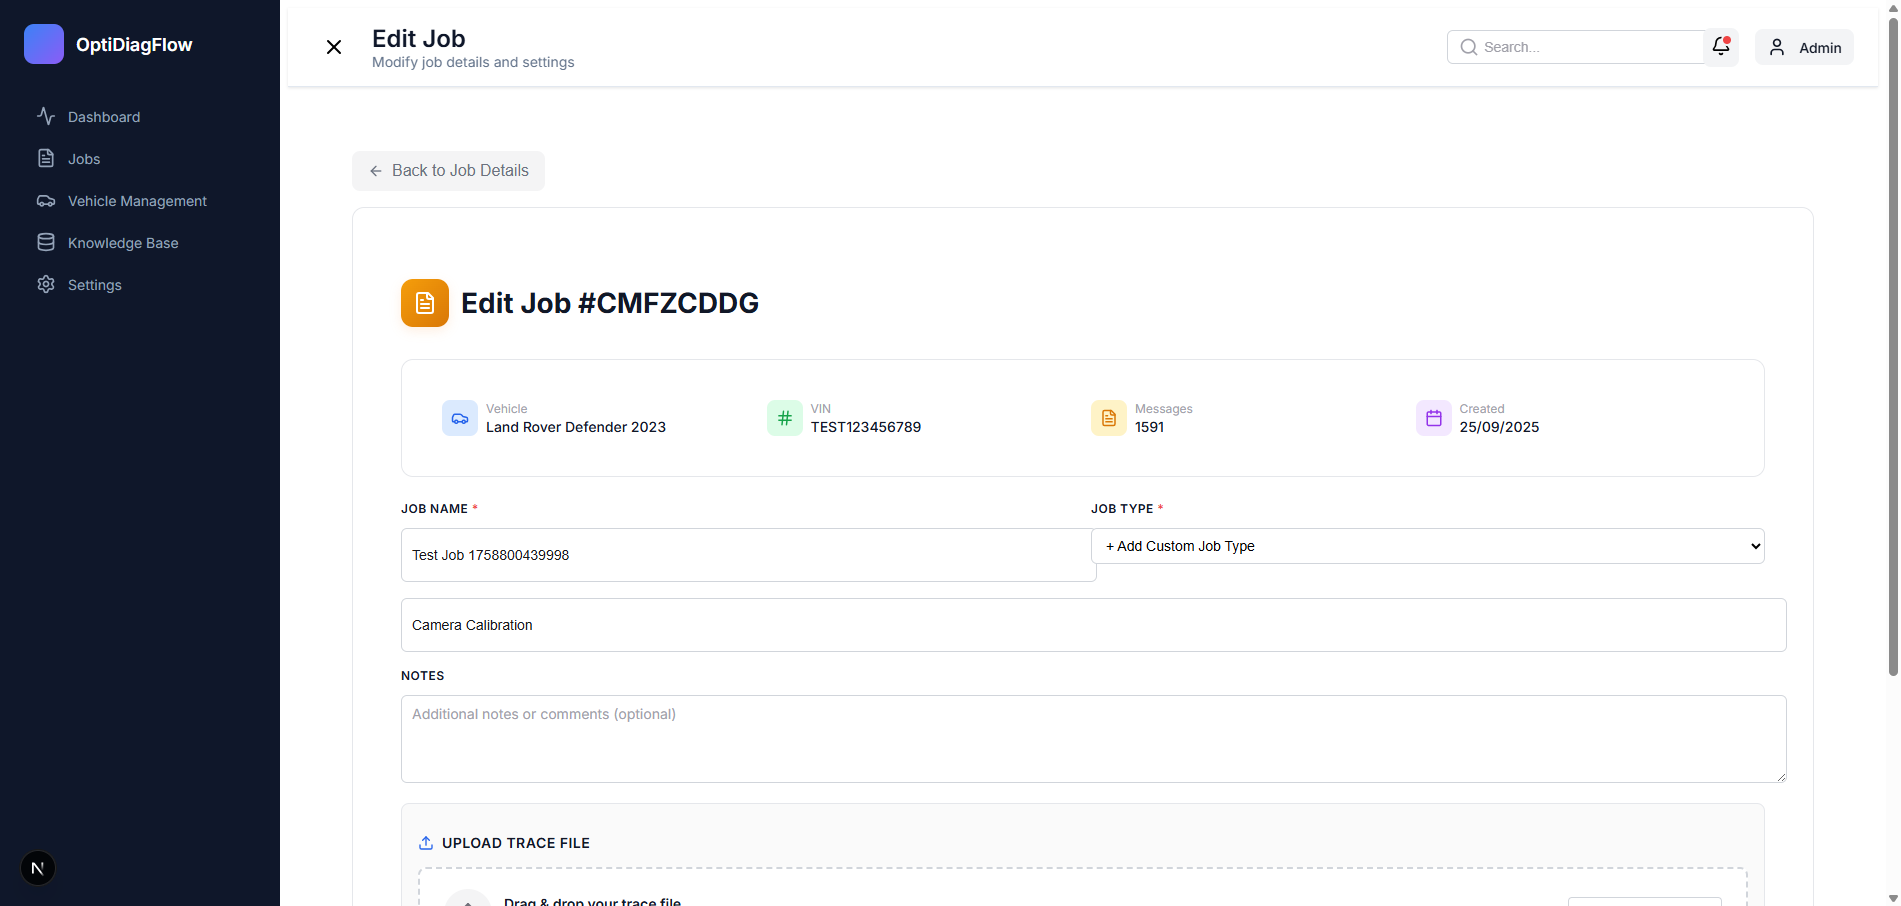 OptiDiagFlow
Dashboard
Jobs
Vehicle Management
Knowledge Base
Settings
N
Edit Job
Modify job details and settings
Search...
Admin
Back to Job Details
Edit Job #CMFZCDDG
Vehicle
Land Rover Defender 2023
VIN
TEST123456789
Messages
1591
Created
25/09/2025
JOB NAME *
Test Job 1758800439998
JOB TYPE *
+ Add Custom Job Type
Camera Calibration
NOTES
Additional notes or comments (optional)
UPLOAD TRACE FILE
Drag & drop your trace file